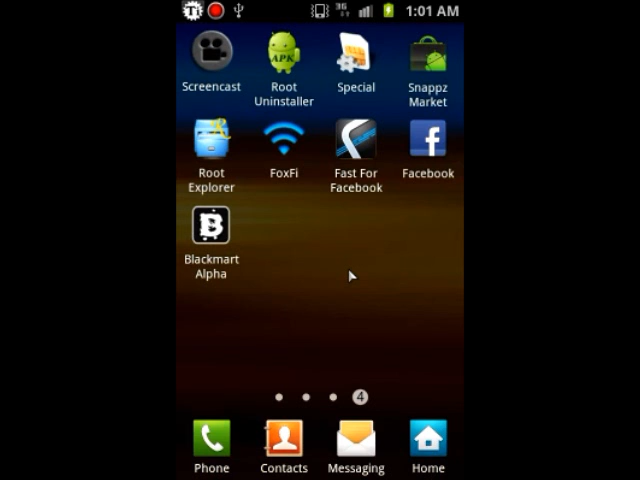 3G 1:01 AM
Screencast
Root Uninstaller
APK
Special
Snappz Market
Root Explorer
FoxFi
Fast For Facebook
Facebook
Blackmart Alpha
4
Phone Contacts Messaging Home